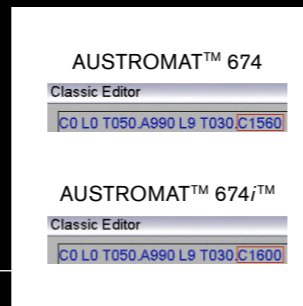 AUSTROMAT™ 674
Classic Editor
C0 L0 T050.A990 L9 T030.C1560
AUSTROMAT™ 674i™
Classic Editor
C0 L0 T050.A990 L9 T030.C1600